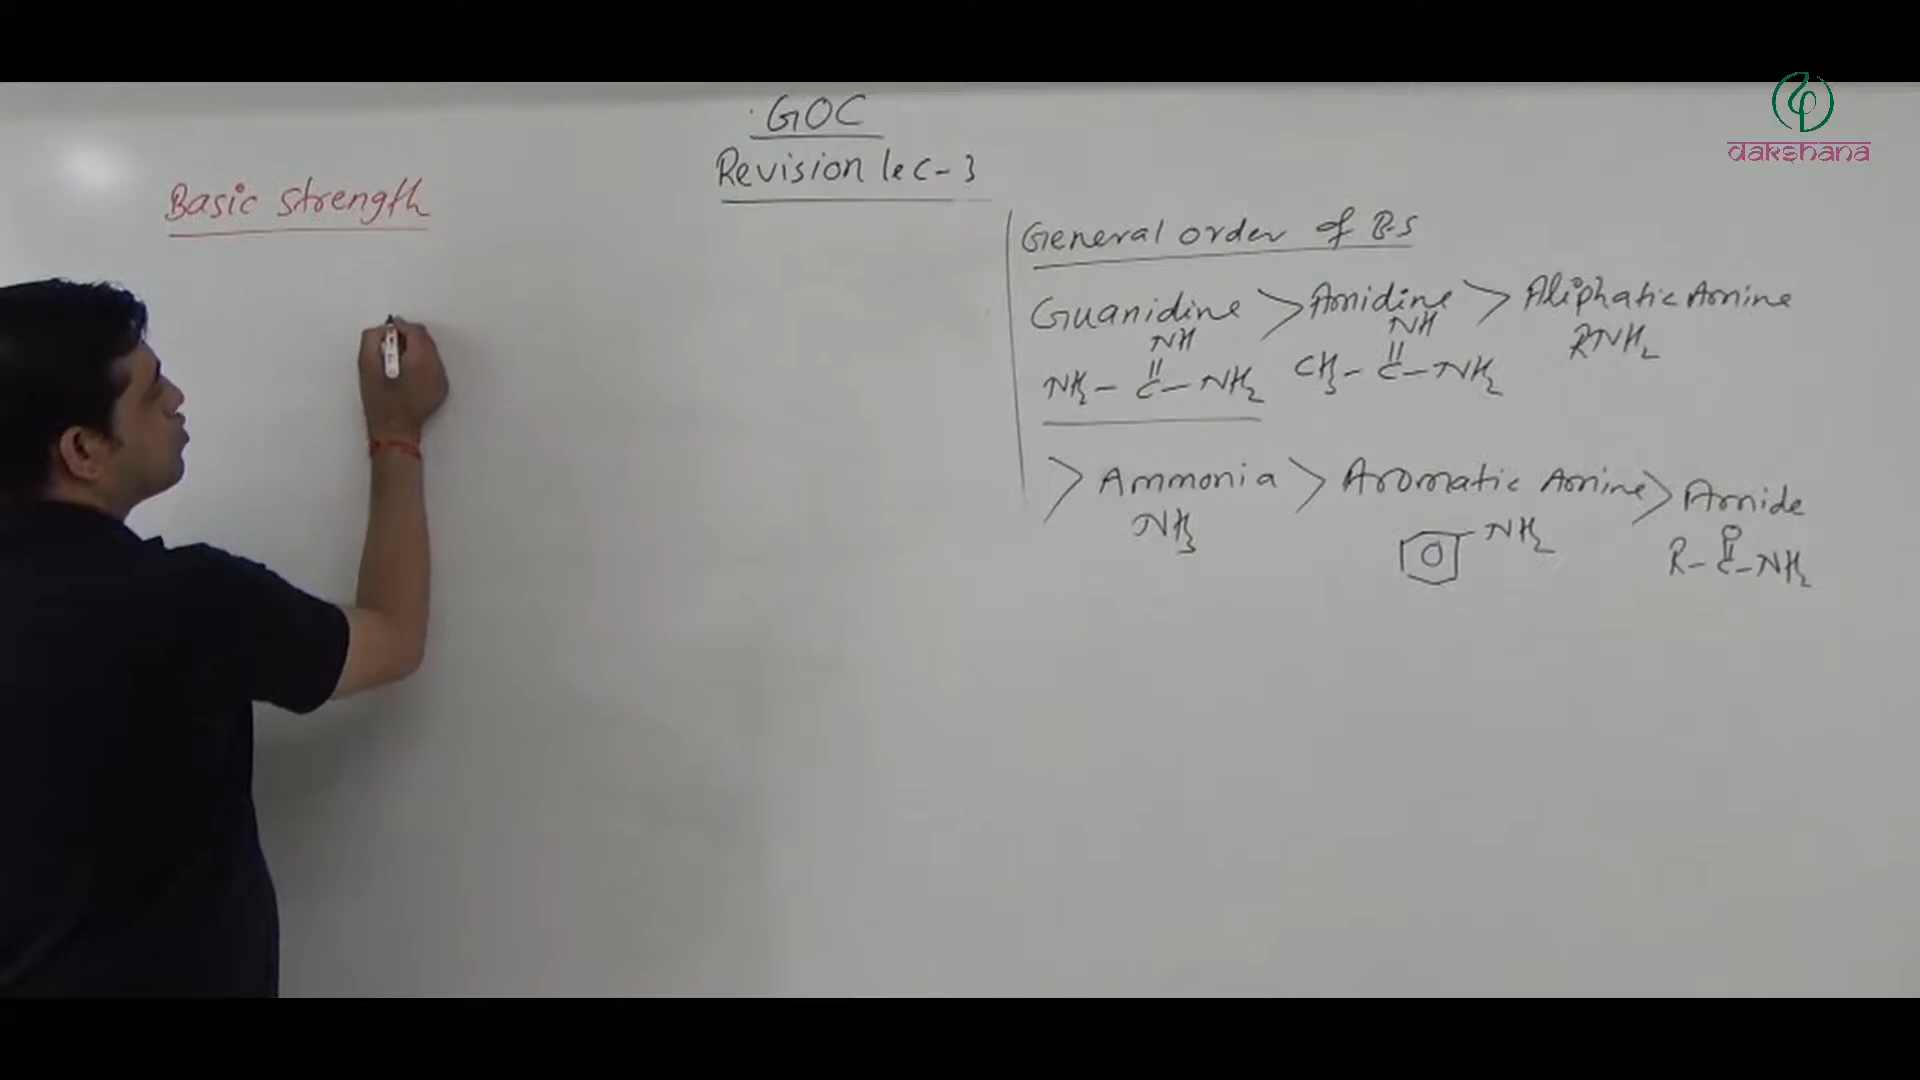 dakshana
GOC
Revision lec-3
Basic strength
General order of B.S
Guanidine > Amidine > Aliphatic Amine
NH NH RNH2
NH2-C-NH2 CH3-C-NH2
> Ammonia > Aromatic Amine > Amide
NH3 NH2 O
R-C-NH2